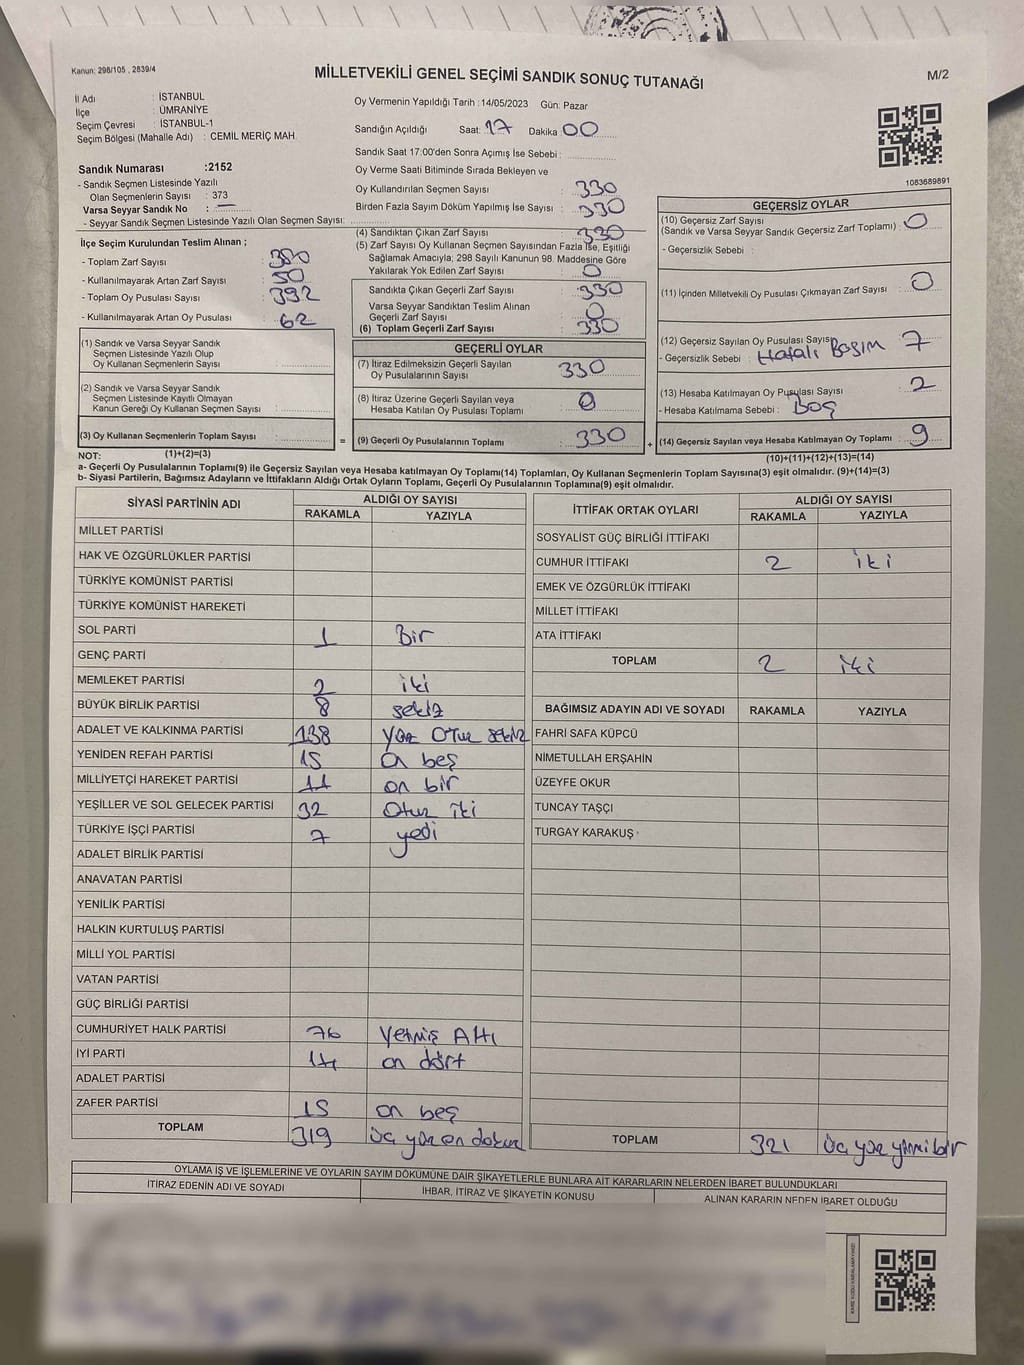 Kanun: 298/105 , 2839/4
MİLLETVEKİLİ GENEL SEÇİMİ SANDIK SONUÇ TUTANAĞI
M/2
İl Adı : İSTANBUL
İlçe : ÜMRANİYE
Seçim Çevresi : İSTANBUL-1
Seçim Bölgesi (Mahalle Adı) : CEMİL MERİÇ MAH.
Sandık Numarası :2152
- Sandık Seçmen Listesinde Yazılı
Olan Seçmenlerin Sayısı : 373
Varsa Seyyar Sandık No : —
- Seyyar Sandık Seçmen Listesinde Yazılı Olan Seçmen Sayısı:
Oy Vermenin Yapıldığı Tarih :14/05/2023 Gün: Pazar
Sandığın Açıldığı Saat: 17 Dakika 00
Sandık Saat 17:00'den Sonra Açımış İse Sebebi :
Oy Verme Saati Bitiminde Sırada Bekleyen ve
Oy Kullandırılan Seçmen Sayısı : 330
Birden Fazla Sayım Döküm Yapılmış İse Sayısı : 330
1083689891
İlçe Seçim Kurulundan Teslim Alınan ;
- Toplam Zarf Sayısı : 380
- Kullanılmayarak Artan Zarf Sayısı : 50
- Toplam Oy Pusulası Sayısı : 392
- Kullanılmayarak Artan Oy Pusulası : 62
(4) Sandıktan Çıkan Zarf Sayısı : 330
(5) Zarf Sayısı Oy Kullanan Seçmen Sayısından Fazla İse, Eşitliği
Sağlamak Amacıyla; 298 Sayılı Kanunun 98. Maddesine Göre
Yakılarak Yok Edilen Zarf Sayısı : 0
Sandıkta Çıkan Geçerli Zarf Sayısı : 330
Varsa Seyyar Sandıktan Teslim Alınan
Geçerli Zarf Sayısı : 0
(6) Toplam Geçerli Zarf Sayısı : 330
GEÇERSİZ OYLAR
(10) Geçersiz Zarf Sayısı
(Sandık ve Varsa Seyyar Sandık Geçersiz Zarf Toplamı) : 0
- Geçersizlik Sebebi :
(11) İçinden Milletvekili Oy Pusulası Çıkmayan Zarf Sayısı : 0
(12) Geçersiz Sayılan Oy Pusulası Sayısı 7
- Geçersizlik Sebebi : Hatalı Basım
(13) Hesaba Katılmayan Oy Pusulası Sayısı : 2
- Hesaba Katılmama Sebebi : Boş
(14) Geçersiz Sayılan veya Hesaba Katılmayan Oy Toplamı : 9
(10)+(11)+(12)+(13)=(14)
(1) Sandık ve Varsa Seyyar Sandık
Seçmen Listesinde Yazılı Olup
Oy Kullanan Seçmenlerin Sayısı :
(2) Sandık ve Varsa Seyyar Sandık
Seçmen Listesinde Kayıtlı Olmayan
Kanun Gereği Oy Kullanan Seçmen Sayısı :
(3) Oy Kullanan Seçmenlerin Toplam Sayısı :
(1)+(2)=(3)
GEÇERLİ OYLAR
(7) İtiraz Edilmeksizin Geçerli Sayılan
Oy Pusulalarının Sayısı : 330
(8) İtiraz Üzerine Geçerli Sayılan veya
Hesaba Katılan Oy Pusulası Toplamı : 0
= (9) Geçerli Oy Pusulalarının Toplamı : 330 +
NOT:
a- Geçerli Oy Pusulalarının Toplamı(9) ile Geçersiz Sayılan veya Hesaba katılmayan Oy Toplamı(14) Toplamları, Oy Kullanan Seçmenlerin Toplam Sayısına(3) eşit olmalıdır. (9)+(14)=(3)
b- Siyasi Partilerin, Bağımsız Adayların ve İttifakların Aldığı Ortak Oyların Toplamı, Geçerli Oy Pusulalarının Toplamına(9) eşit olmalıdır.
SİYASİ PARTİNİN ADI ALDIĞI OY SAYISI
RAKAMLA YAZIYLA
MİLLET PARTİSİ
HAK VE ÖZGÜRLÜKLER PARTİSİ
TÜRKİYE KOMÜNİST PARTİSİ
TÜRKİYE KOMÜNİST HAREKETİ
SOL PARTİ 1 Bir
GENÇ PARTİ
MEMLEKET PARTİSİ 2 iki
BÜYÜK BİRLİK PARTİSİ 8 sekiz
ADALET VE KALKINMA PARTİSİ 138 yüz otuz sekiz
YENİDEN REFAH PARTİSİ 15 on beş
MİLLİYETÇİ HAREKET PARTİSİ 11 on bir
YEŞİLLER VE SOL GELECEK PARTİSİ 32 Otuz iki
TÜRKİYE İŞÇİ PARTİSİ 7 yedi
ADALET BİRLİK PARTİSİ
ANAVATAN PARTİSİ
YENİLİK PARTİSİ
HALKIN KURTULUŞ PARTİSİ
MİLLİ YOL PARTİSİ
VATAN PARTİSİ
GÜÇ BİRLİĞİ PARTİSİ
CUMHURİYET HALK PARTİSİ 76 Yetmiş Altı
İYİ PARTİ 14 on dört
ADALET PARTİSİ
ZAFER PARTİSİ 15 on beş
TOPLAM 319 üç yüz on dokuz
İTTİFAK ORTAK OYLARI ALDIĞI OY SAYISI
RAKAMLA YAZIYLA
SOSYALİST GÜÇ BİRLİĞİ İTTİFAKI
CUMHUR İTTİFAKI 2 iki
EMEK VE ÖZGÜRLÜK İTTİFAKI
MİLLET İTTİFAKI
ATA İTTİFAKI
TOPLAM 2 iki
BAĞIMSIZ ADAYIN ADI VE SOYADI RAKAMLA YAZIYLA
FAHRİ SAFA KÜPCÜ
NİMETULLAH ERŞAHİN
ÜZEYFE OKUR
TUNCAY TAŞÇI
TURGAY KARAKUŞ
TOPLAM 321 üç yüz yirmi bir
OYLAMA İŞ VE İŞLEMLERİNE VE OYLARIN SAYIM DÖKÜMÜNE DAİR ŞİKAYETLERLE BUNLARA AİT KARARLARIN NELERDEN İBARET BULUNDUKLARI
İTİRAZ EDENİN ADI VE SOYADI İHBAR, İTİRAZ VE ŞİKAYETİN KONUSU ALINAN KARARIN NEDEN İBARET OLDUĞU